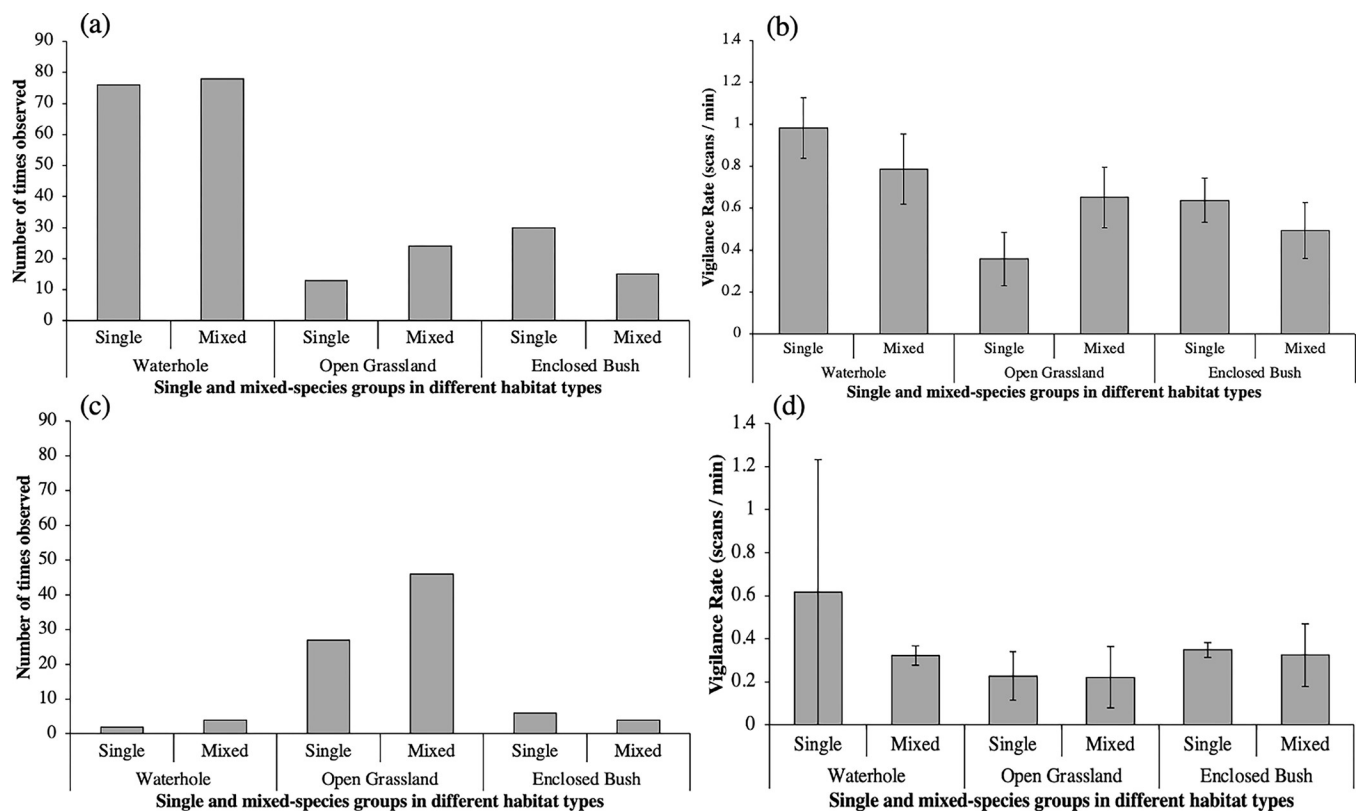 (a)
Number of times observed
90
80
70
60
50
40
30
20
10
0
Single Mixed Single Mixed Single Mixed
Waterhole Open Grassland Enclosed Bush
Single and mixed-species groups in different habitat types
(b)
Vigilance Rate (scans / min)
1.4
1.2
1
0.8
0.6
0.4
0.2
0
Single Mixed Single Mixed Single Mixed
Waterhole Open Grassland Enclosed Bush
Single and mixed-species groups in different habitat types
(c)
Number of times observed
90
80
70
60
50
40
30
20
10
0
Single Mixed Single Mixed Single Mixed
Waterhole Open Grassland Enclosed Bush
Single and mixed-species groups in different habitat types
(d)
Vigilance Rate (scans / min)
1.4
1.2
1
0.8
0.6
0.4
0.2
0
Single Mixed Single Mixed Single Mixed
Waterhole Open Grassland Enclosed Bush
Single and mixed-species groups in different habitat types